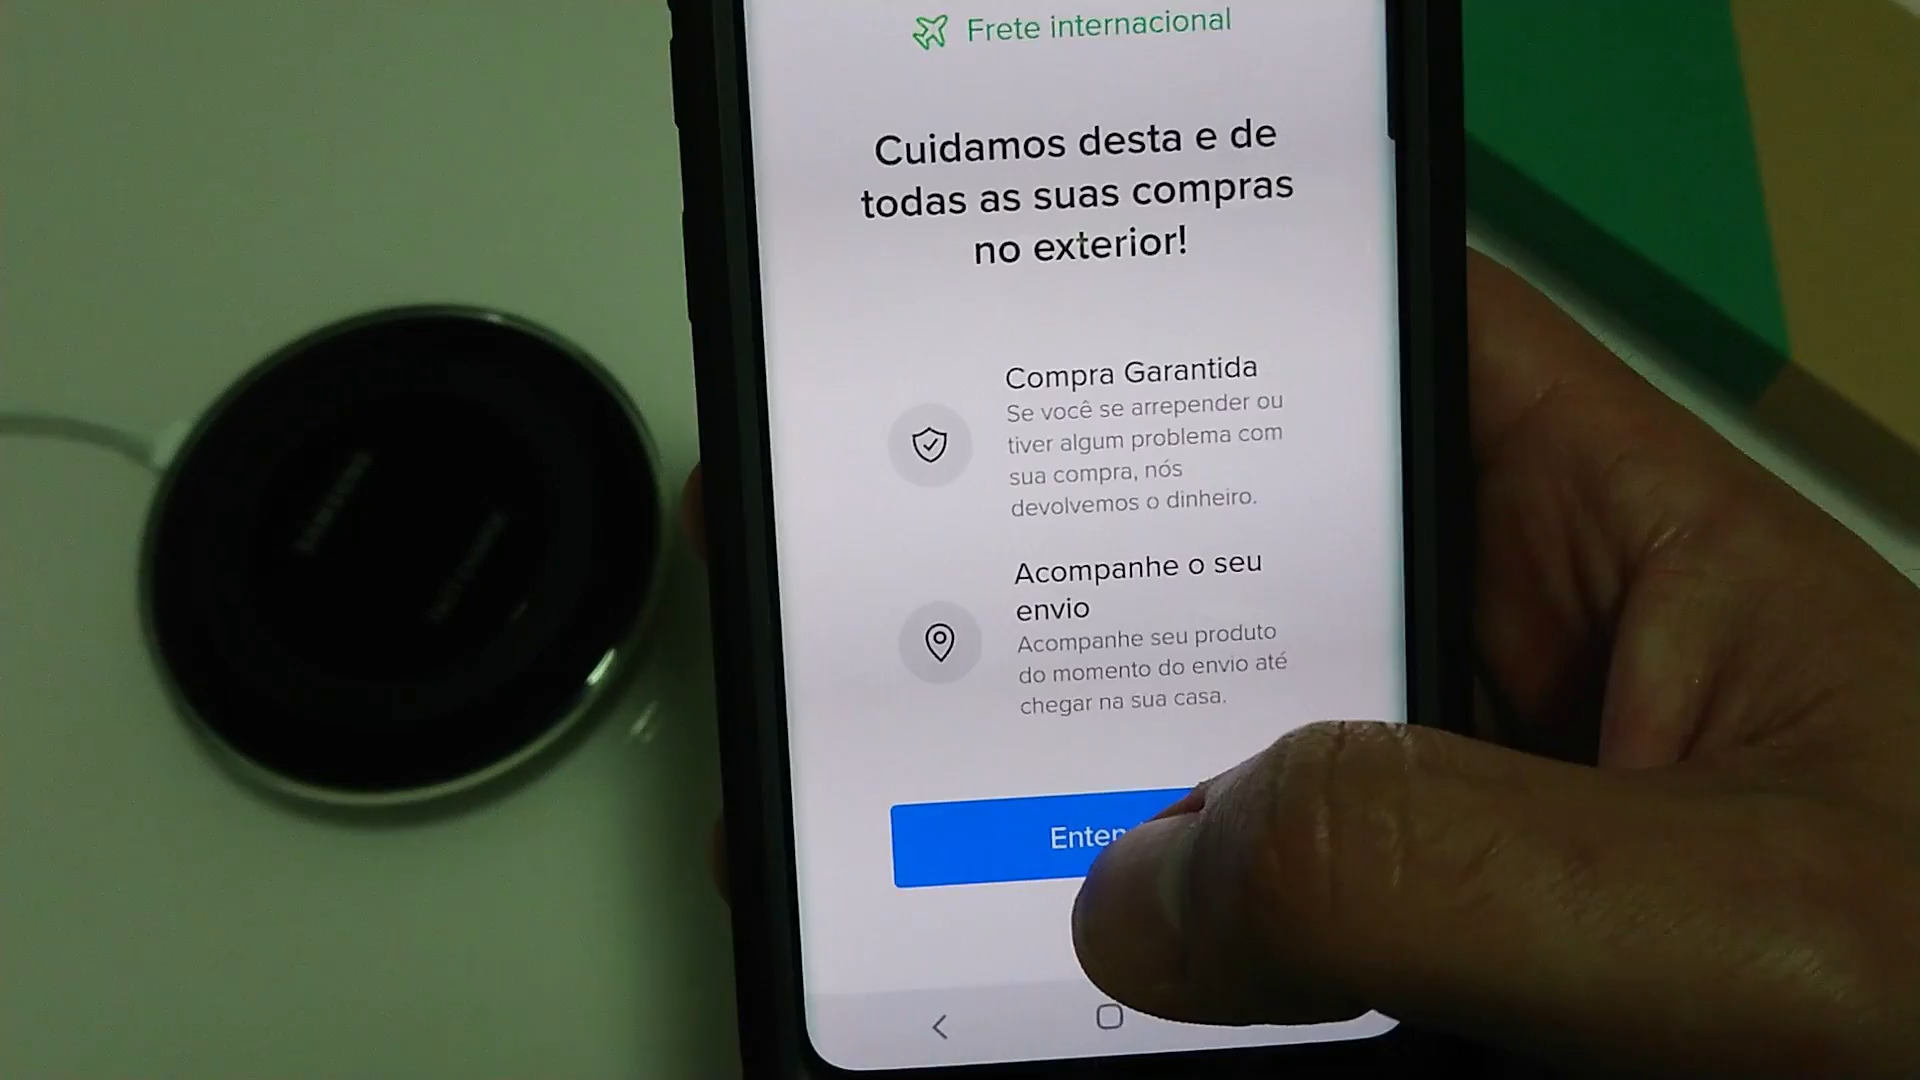 Frete internacional
Cuidamos desta e de
todas as suas compras
no exterior!
Compra Garantida
Se você se arrepender ou
tiver algum problema com
sua compra, nós
devolvemos o dinheiro.
Acompanhe o seu
envio
Acompanhe seu produto
do momento do envio até
chegar na sua casa.
SAMSUNG